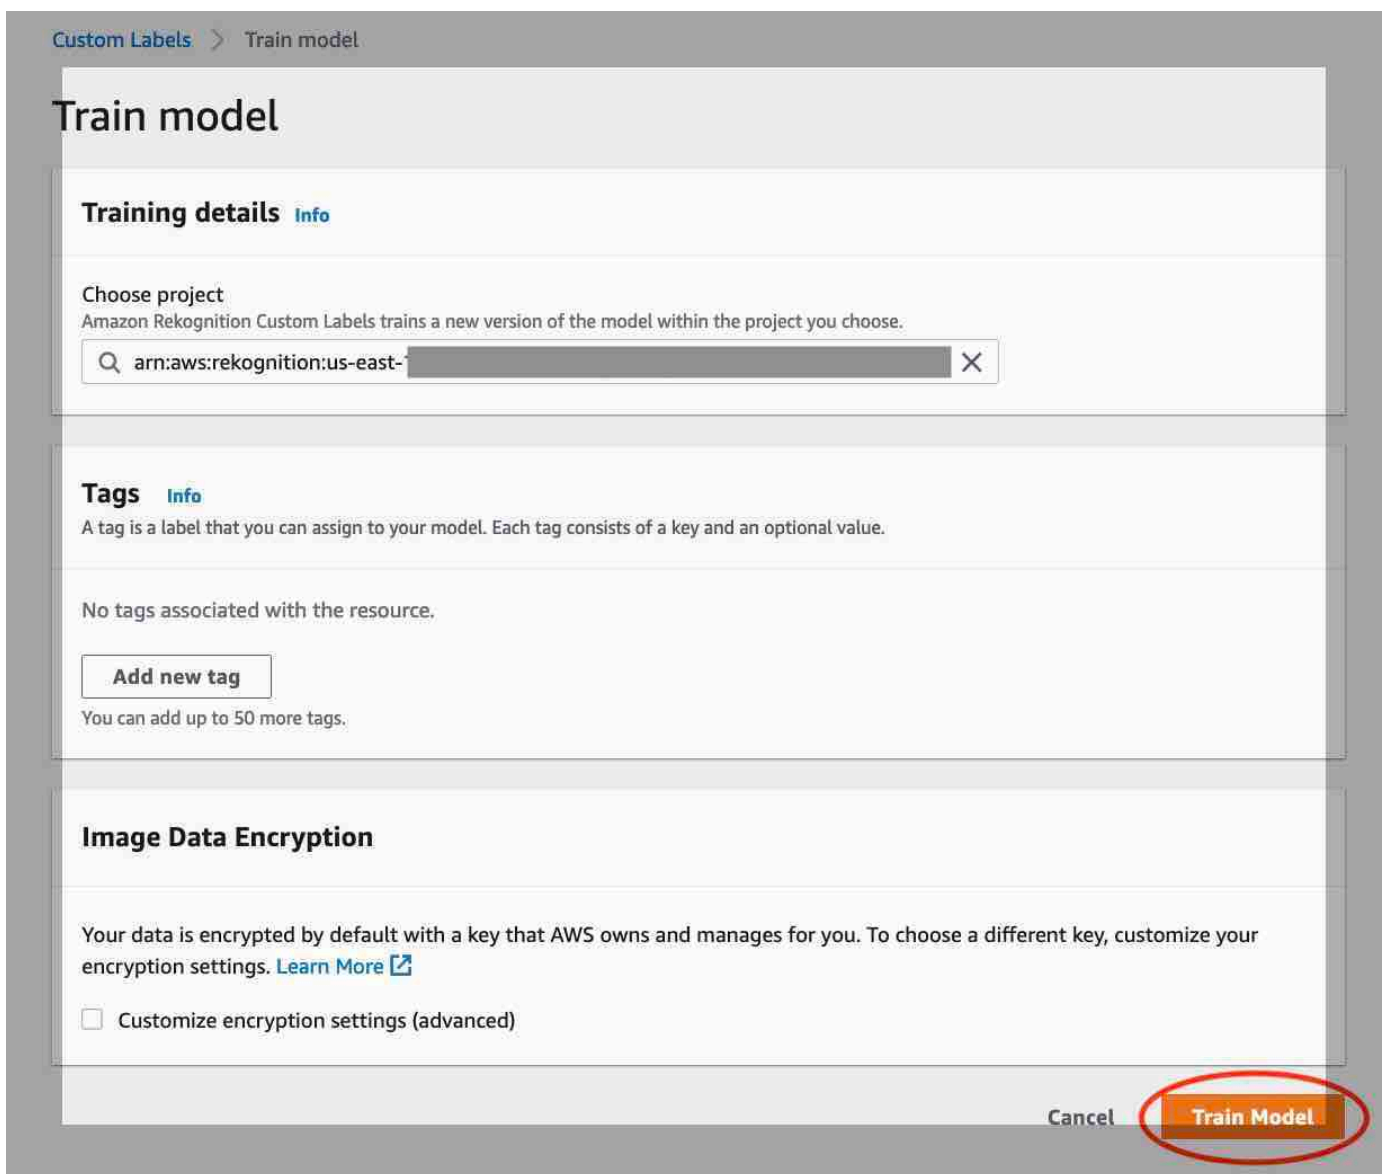 Custom Labels > Train model
Train model
Training details Info
Choose project
Amazon Rekognition Custom Labels trains a new version of the model within the project you choose.
arn:aws:rekognition:us-east-
Tags Info
A tag is a label that you can assign to your model. Each tag consists of a key and an optional value.
No tags associated with the resource.
Add new tag
You can add up to 50 more tags.
Image Data Encryption
Your data is encrypted by default with a key that AWS owns and manages for you. To choose a different key, customize your
encryption settings. Learn More
Customize encryption settings (advanced)
Cancel Train Model